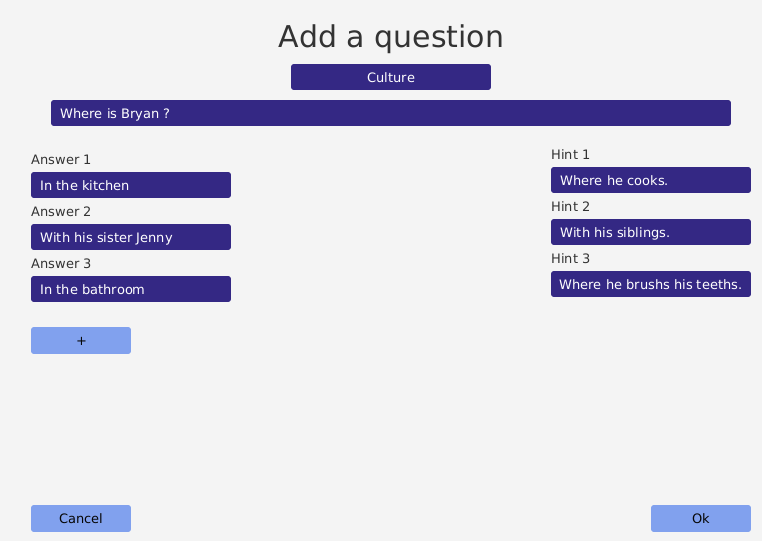 Add a question
Culture
Where is Bryan ?
Answer 1
In the kitchen
Answer 2
With his sister Jenny
Answer 3
In the bathroom
+
Hint 1
Where he cooks.
Hint 2
With his siblings.
Hint 3
Where he brushs his teeths.
Cancel
Ok